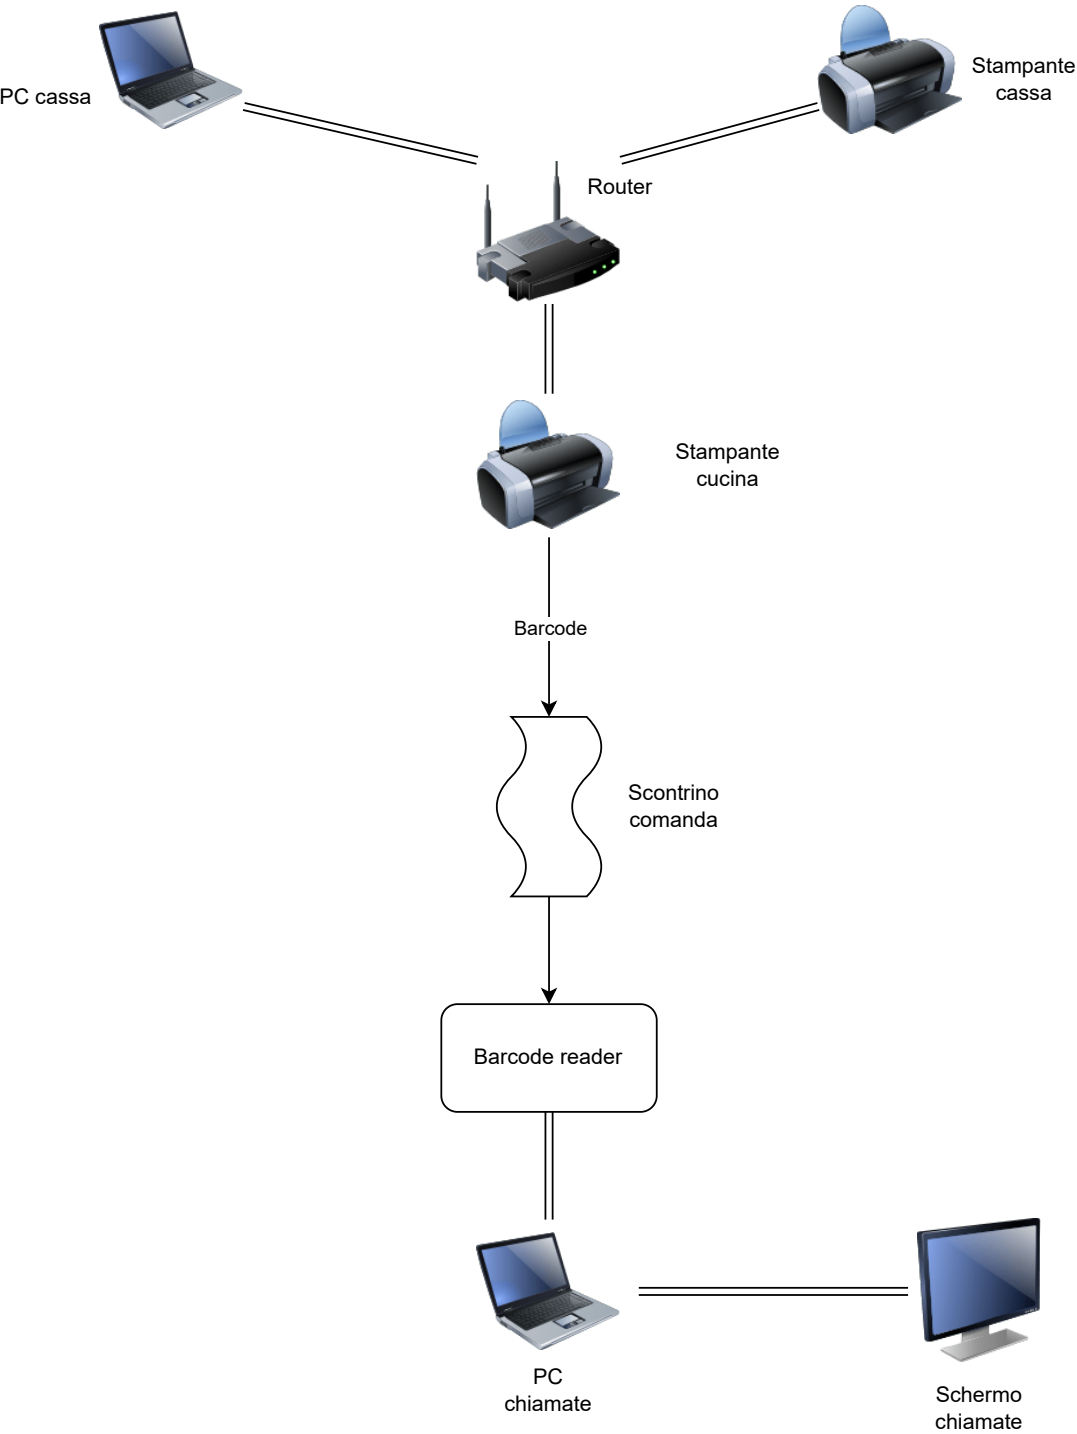 PC cassa
Stampante
cassa
Router
Stampante
cucina
Barcode
Scontrino
comanda
Barcode reader
PC
chiamate
Schermo
chiamate